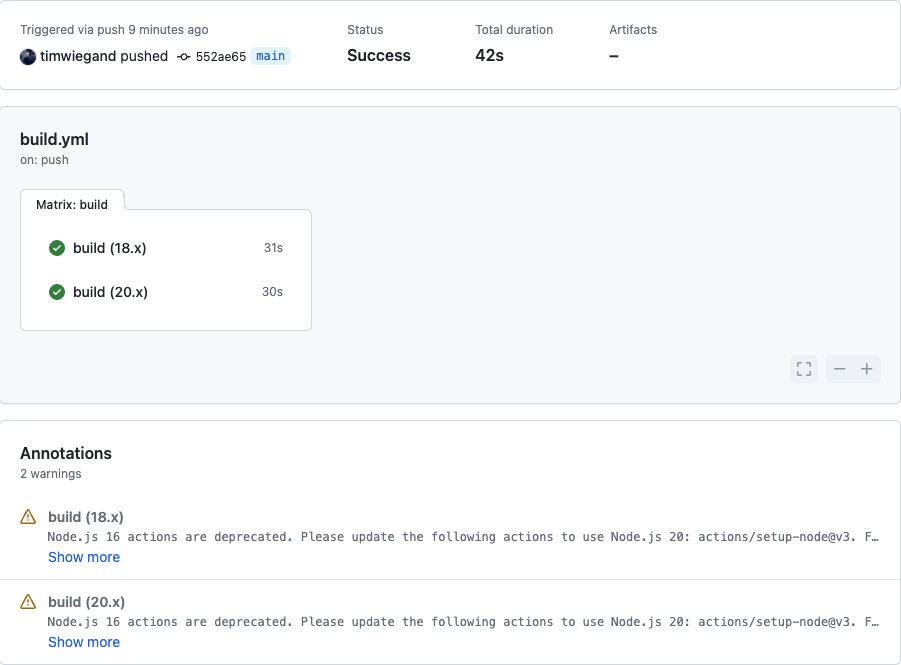 Triggered via push 9 minutes ago
timwiegand pushed 552ae65 main
Status
Success
Total duration
42s
Artifacts
–
build.yml
on: push
Matrix: build
build (18.x) 31s
build (20.x) 30s
Annotations
2 warnings
build (18.x)
Node.js 16 actions are deprecated. Please update the following actions to use Node.js 20: actions/setup-node@v3. F…
Show more
build (20.x)
Node.js 16 actions are deprecated. Please update the following actions to use Node.js 20: actions/setup-node@v3. F…
Show more